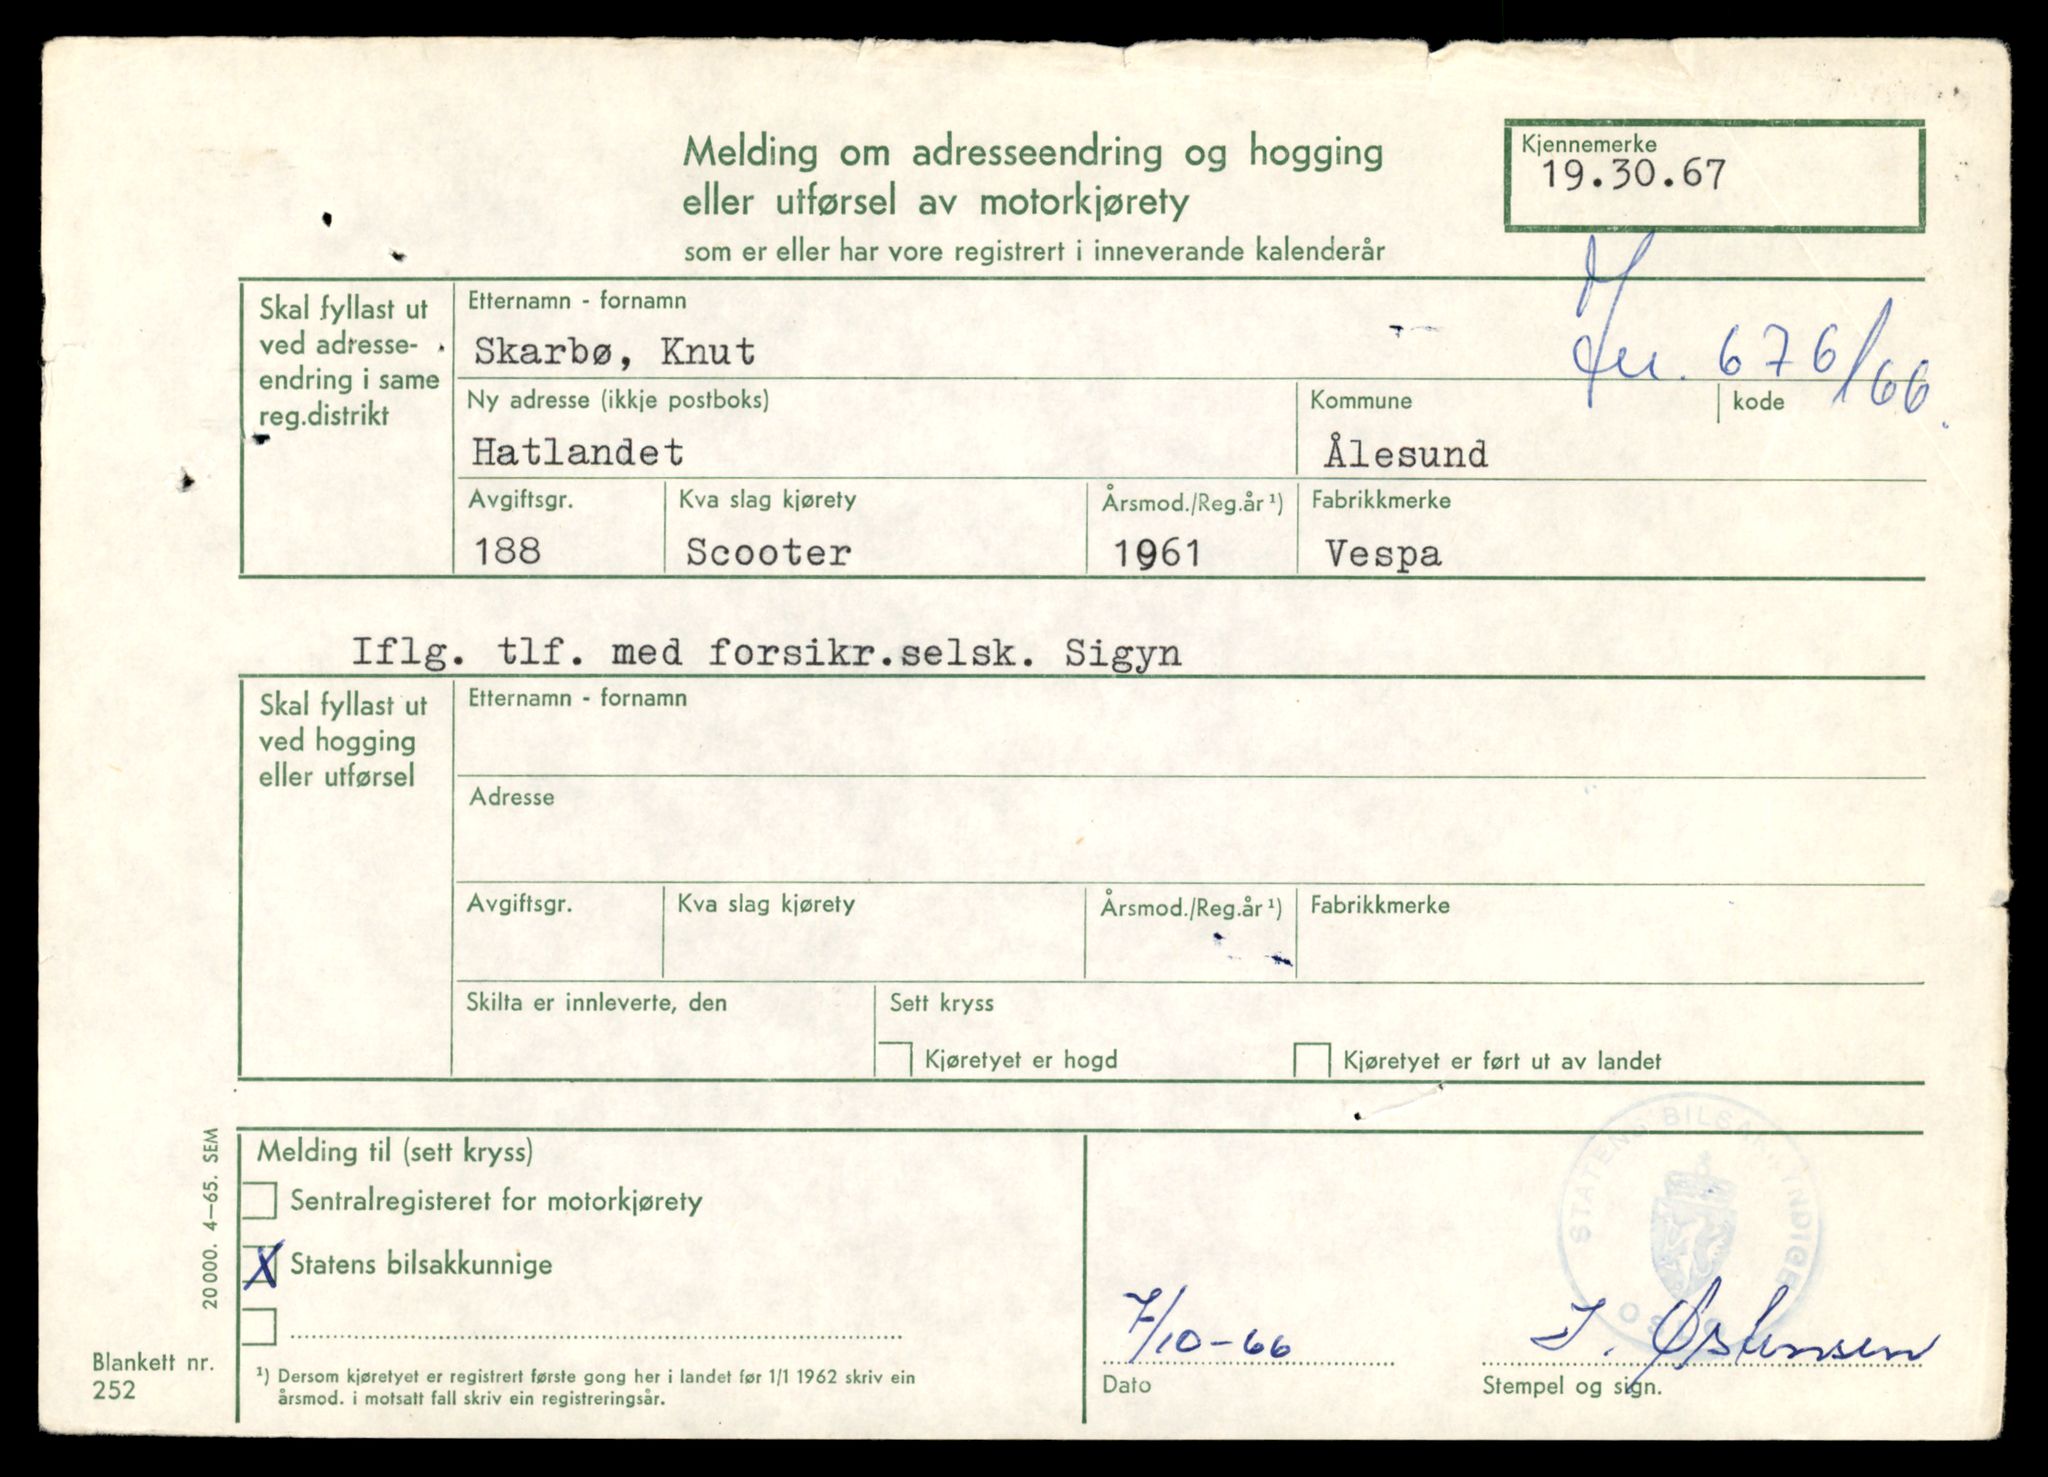 Melding om adresseendring og hogging
eller utførsel av motorkjørety
som er eller har vore registrert i inneverande kalenderår
Kjennemerke
19.30.67
Jnr. 676/66
Skal fyllast ut
ved adresse-
endring i same
reg.distrikt
Etternamn - fornamn
Skarbø, Knut
Ny adresse (ikkje postboks)
Kommune
kode
Hatlandet
Ålesund
Avgiftsgr.
Kva slag kjørety
Årsmod./Reg.år ¹)
Fabrikkmerke
188
Scooter
1961
Vespa
Iflg. tlf. med forsikr.selsk. Sigyn
Skal fyllast ut
ved hogging
eller utførsel
Etternamn - fornamn
Adresse
Avgiftsgr.
Kva slag kjørety
Årsmod./Reg.år ¹)
Fabrikkmerke
Skilta er innleverte, den
Sett kryss
Kjøretyet er hogd
Kjøretyet er ført ut av landet
Melding til (sett kryss)
Sentralregisteret for motorkjørety
X Statens bilsakkunnige
¹) Dersom kjøretyet er registrert første gong her i landet før 1/1 1962 skriv ein
årsmod. i motsatt fall skriv ein registreringsår.
20000. 4–65. SEM
Blankett nr.
252
STATENS BILSAKKYNDIGE
OSLO
7/10-66
J. Østensen
Dato
Stempel og sign.